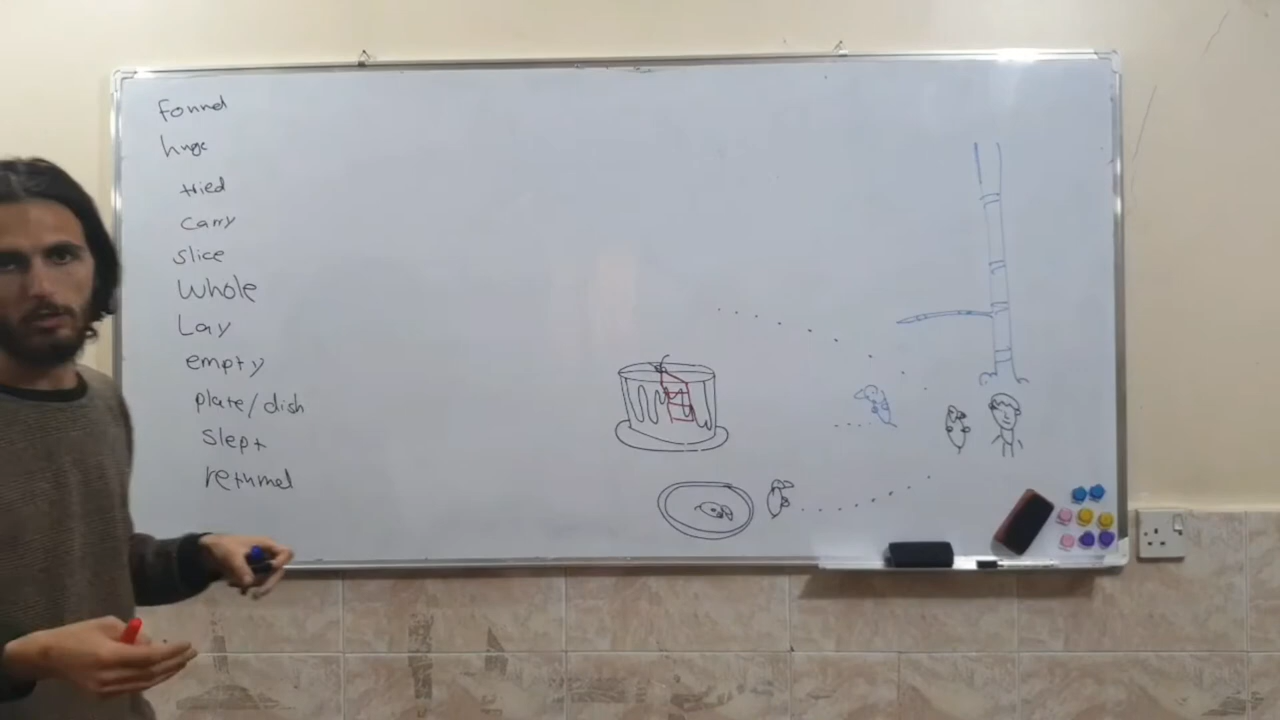 Found
huge
tried
carry
slice
Whole
Lay
empty
plate/dish
slept
returned